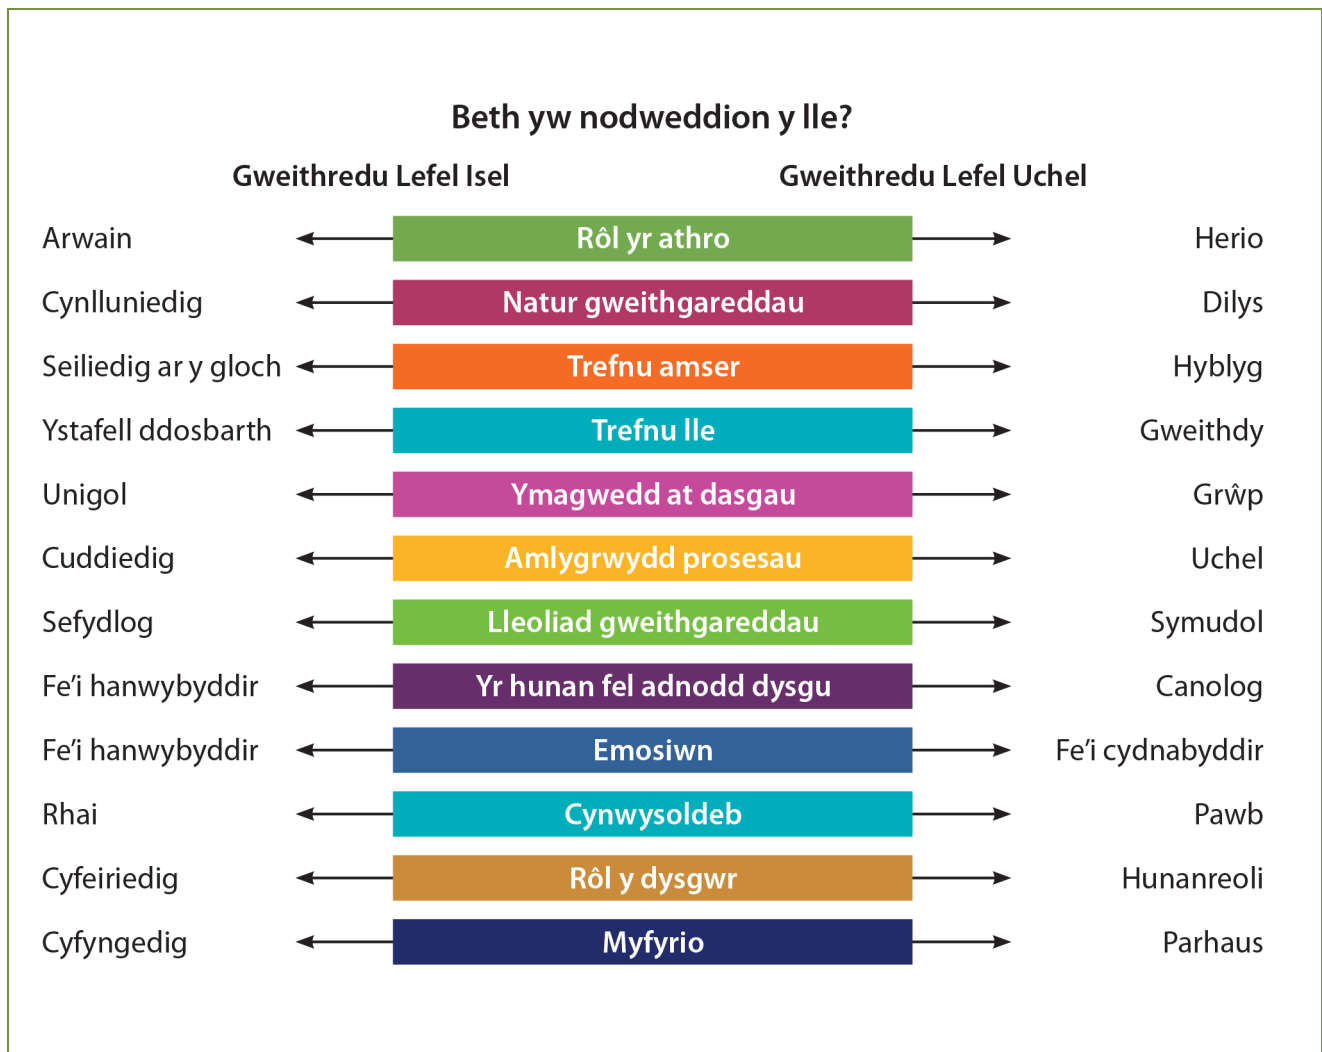 Beth yw nodweddion y lle?
Gweithredu Lefel Isel Gweithredu Lefel Uchel
Arwain Rôl yr athro Herio
Cynlluniedig Natur gweithgareddau Dilys
Seiliedig ar y gloch Trefnu amser Hyblyg
Ystafell ddosbarth Trefnu lle Gweithdy
Unigol Ymagwedd at dasgau Grŵp
Cuddiedig Amlygrwydd prosesau Uchel
Sefydlog Lleoliad gweithgareddau Symudol
Fe’i hanwybyddir Yr hunan fel adnodd dysgu Canolog
Fe’i hanwybyddir Emosiwn Fe’i cydnabyddir
Rhai Cynwysoldeb Pawb
Cyfeiriedig Rôl y dysgwr Hunanreoli
Cyfyngedig Myfyrio Parhaus